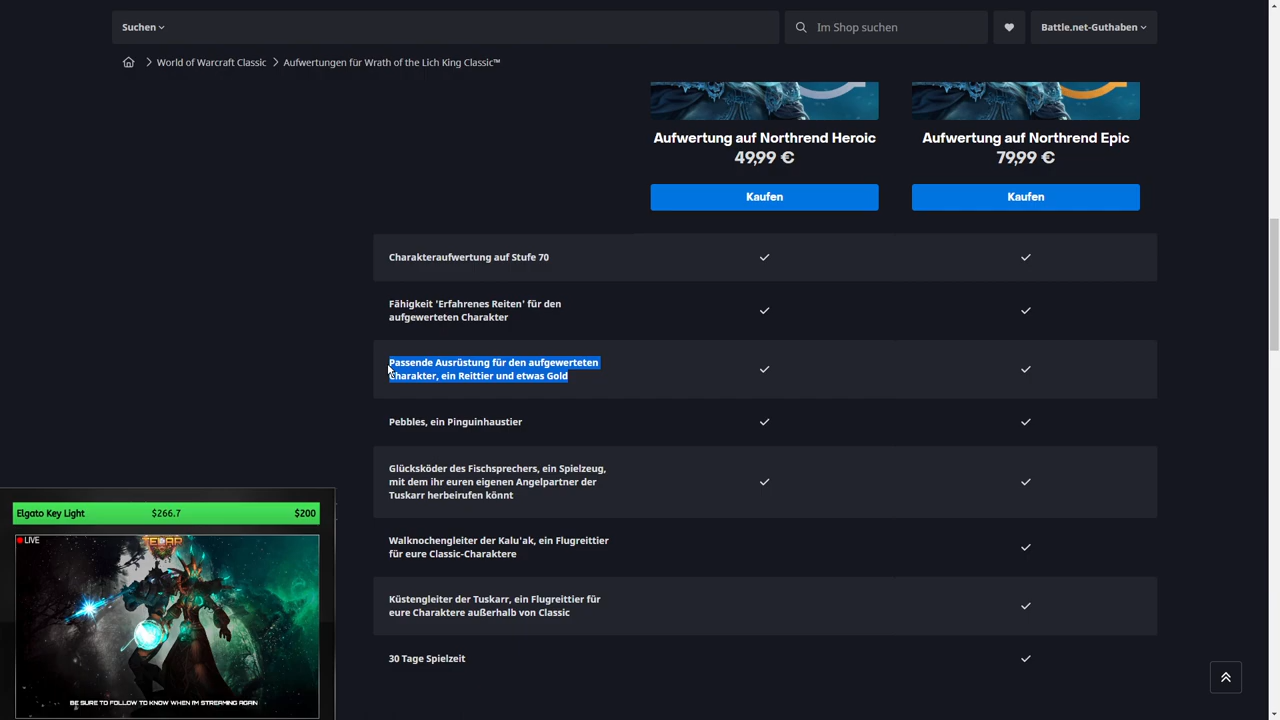 Suchen
Im Shop suchen
Battle.net-Guthaben
World of Warcraft Classic
Aufwertungen für Wrath of the Lich King Classic™
Aufwertung auf Northrend Heroic
49,99 €
Kaufen
Aufwertung auf Northrend Epic
79,99 €
Kaufen
Charakteraufwertung auf Stufe 70
Fähigkeit 'Erfahrenes Reiten' für den
aufgewerteten Charakter
Passende Ausrüstung für den aufgewerteten
Charakter, ein Reittier und etwas Gold
Pebbles, ein Pinguinhaustier
Glücksköder des Fischsprechers, ein Spielzeug,
mit dem ihr euren eigenen Angelpartner der
Tuskarr herbeirufen könnt
Walknochengleiter der Kalu'ak, ein Flugreittier
für eure Classic-Charaktere
Küstengleiter der Tuskarr, ein Flugreittier für
eure Charaktere außerhalb von Classic
30 Tage Spielzeit
Elgato Key Light $266.7 $200
LIVE
BE SURE TO FOLLOW TO KNOW WHEN I'M STREAMING AGAIN